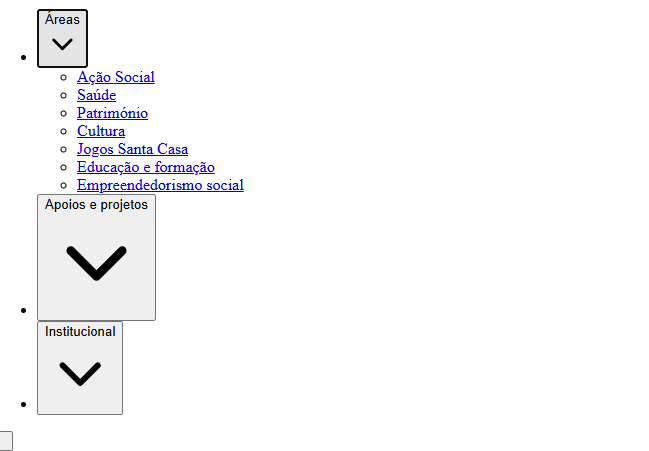 Áreas
Ação Social
Saúde
Património
Cultura
Jogos Santa Casa
Educação e formação
Empreendedorismo social
Apoios e projetos
Institucional